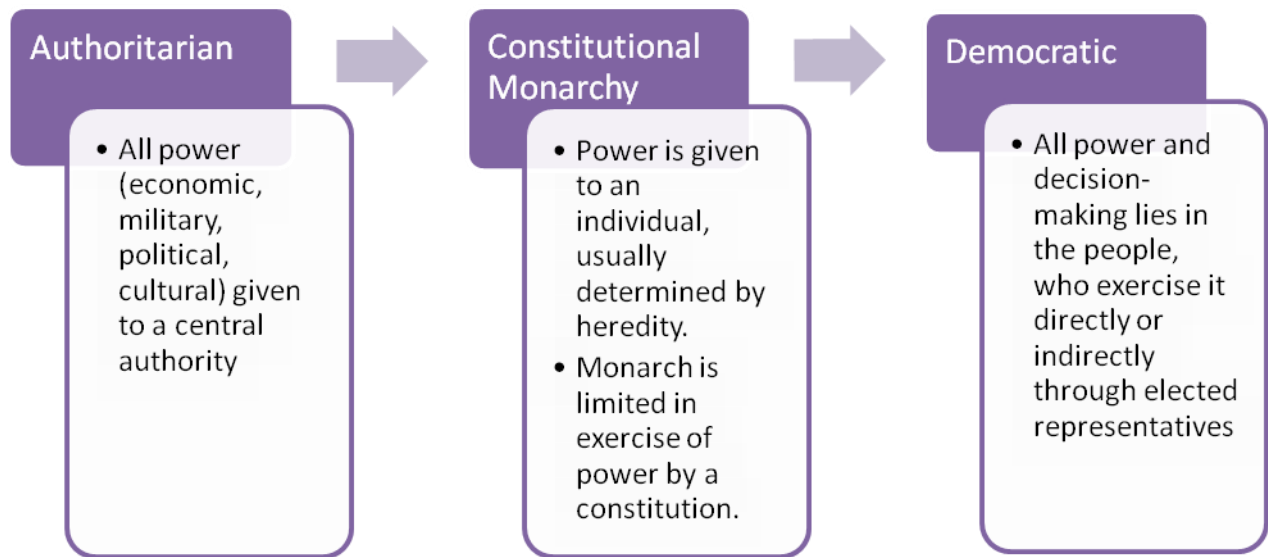 Authoritarian
• All power
(economic,
military,
political,
cultural) given
to a central
authority
Constitutional
Monarchy
• Power is given
to an
individual,
usually
determined by
heredity.
• Monarch is
limited in
exercise of
power by a
constitution.
Democratic
• All power and
decision-
making lies in
the people,
who exercise it
directly or
indirectly
through elected
representatives